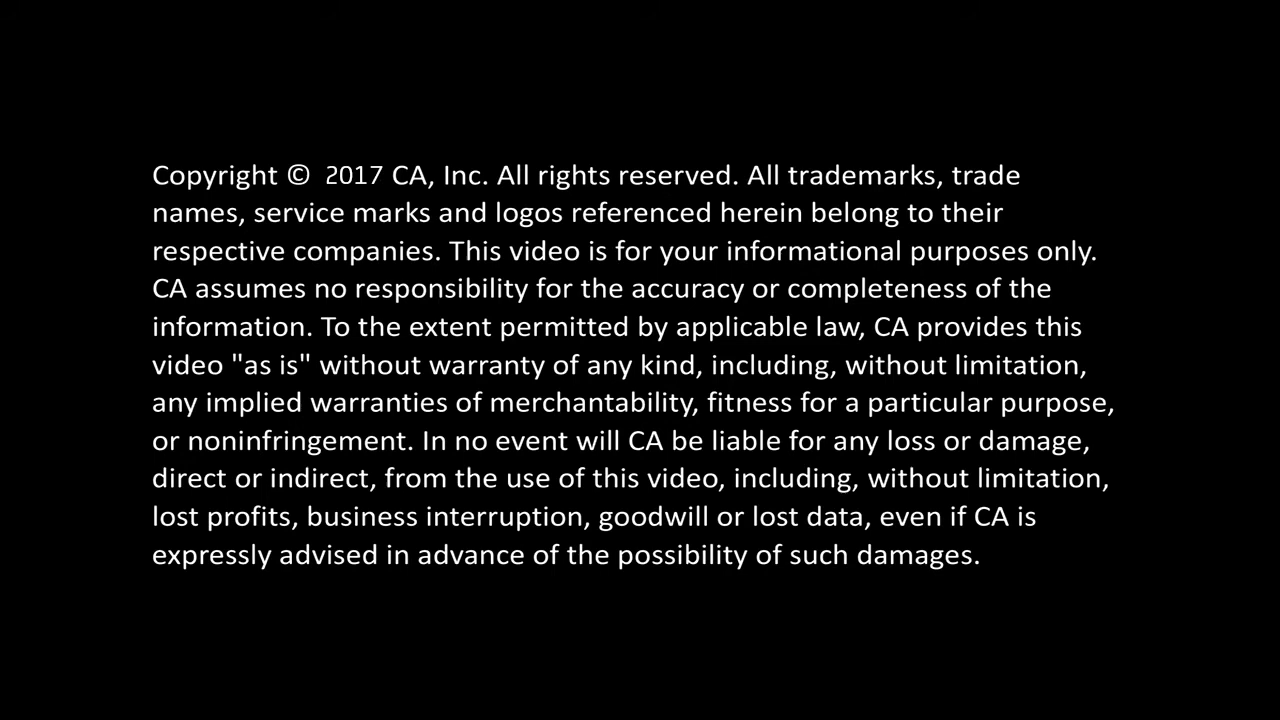 Copyright © 2017 CA, Inc. All rights reserved. All trademarks, trade
names, service marks and logos referenced herein belong to their
respective companies. This video is for your informational purposes only.
CA assumes no responsibility for the accuracy or completeness of the
information. To the extent permitted by applicable law, CA provides this
video "as is" without warranty of any kind, including, without limitation,
any implied warranties of merchantability, fitness for a particular purpose,
or noninfringement. In no event will CA be liable for any loss or damage,
direct or indirect, from the use of this video, including, without limitation,
lost profits, business interruption, goodwill or lost data, even if CA is
expressly advised in advance of the possibility of such damages.